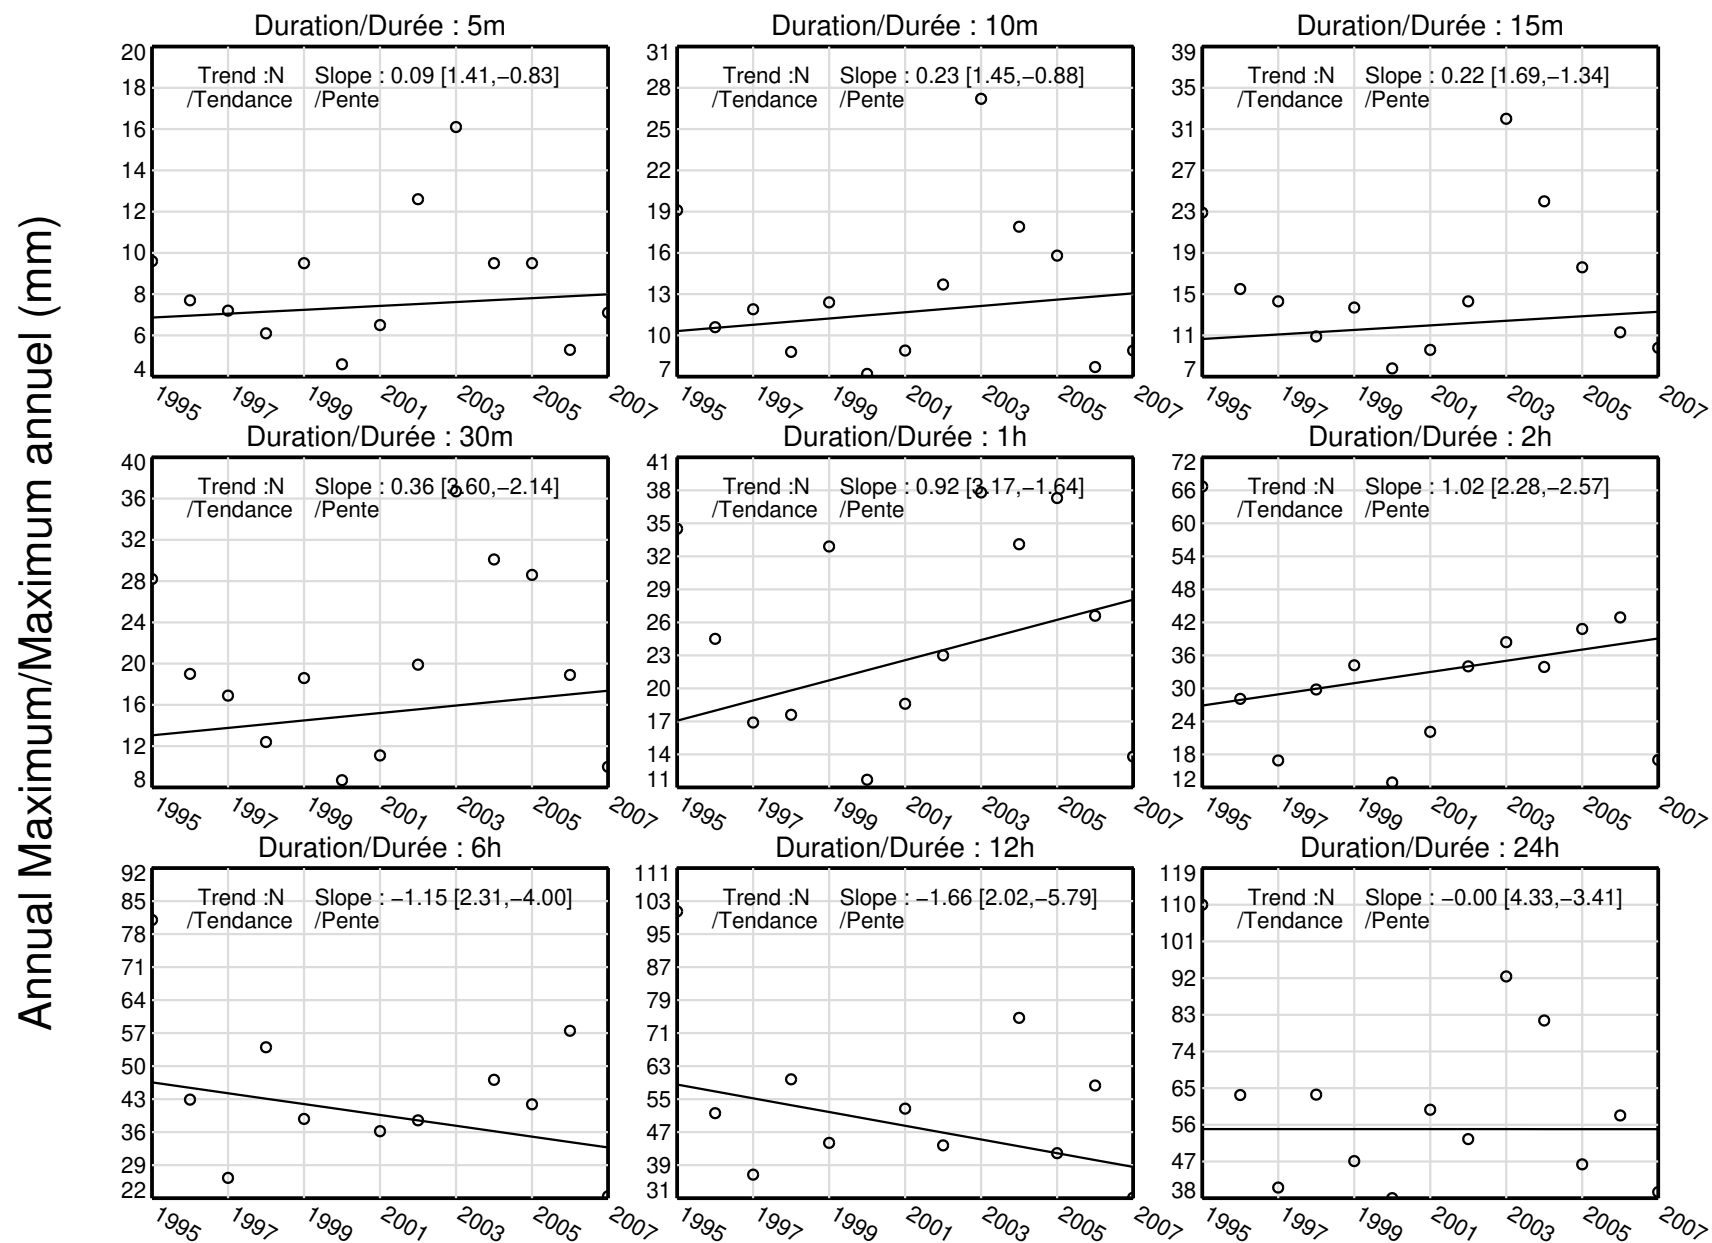 Annual Maximum/Maximum annuel (mm)
Duration/Durée : 5m
Trend :N Slope : 0.09 [1.41,−0.83]
/Tendance /Pente
20
18
16
14
12
10
8
6
4
1995 1997 1999 2001 2003 2005 2007
Duration/Durée : 10m
Trend :N Slope : 0.23 [1.45,−0.88]
/Tendance /Pente
31
28
25
22
19
16
13
10
7
1995 1997 1999 2001 2003 2005 2007
Duration/Durée : 15m
Trend :N Slope : 0.22 [1.69,−1.34]
/Tendance /Pente
39
35
31
27
23
19
15
11
7
1995 1997 1999 2001 2003 2005 2007
Duration/Durée : 30m
Trend :N Slope : 0.36 [3.60,−2.14]
/Tendance /Pente
40
36
32
28
24
20
16
12
8
1995 1997 1999 2001 2003 2005 2007
Duration/Durée : 1h
Trend :N Slope : 0.92 [3.17,−1.64]
/Tendance /Pente
41
38
35
32
29
26
23
20
17
14
11
1995 1997 1999 2001 2003 2005 2007
Duration/Durée : 2h
Trend :N Slope : 1.02 [2.28,−2.57]
/Tendance /Pente
72
66
60
54
48
42
36
30
24
18
12
1995 1997 1999 2001 2003 2005 2007
Duration/Durée : 6h
Trend :N Slope : −1.15 [2.31,−4.00]
/Tendance /Pente
92
85
78
71
64
57
50
43
36
29
22
1995 1997 1999 2001 2003 2005 2007
Duration/Durée : 12h
Trend :N Slope : −1.66 [2.02,−5.79]
/Tendance /Pente
111
103
95
87
79
71
63
55
47
39
31
1995 1997 1999 2001 2003 2005 2007
Duration/Durée : 24h
Trend :N Slope : −0.00 [4.33,−3.41]
/Tendance /Pente
119
110
101
92
83
74
65
56
47
38
1995 1997 1999 2001 2003 2005 2007